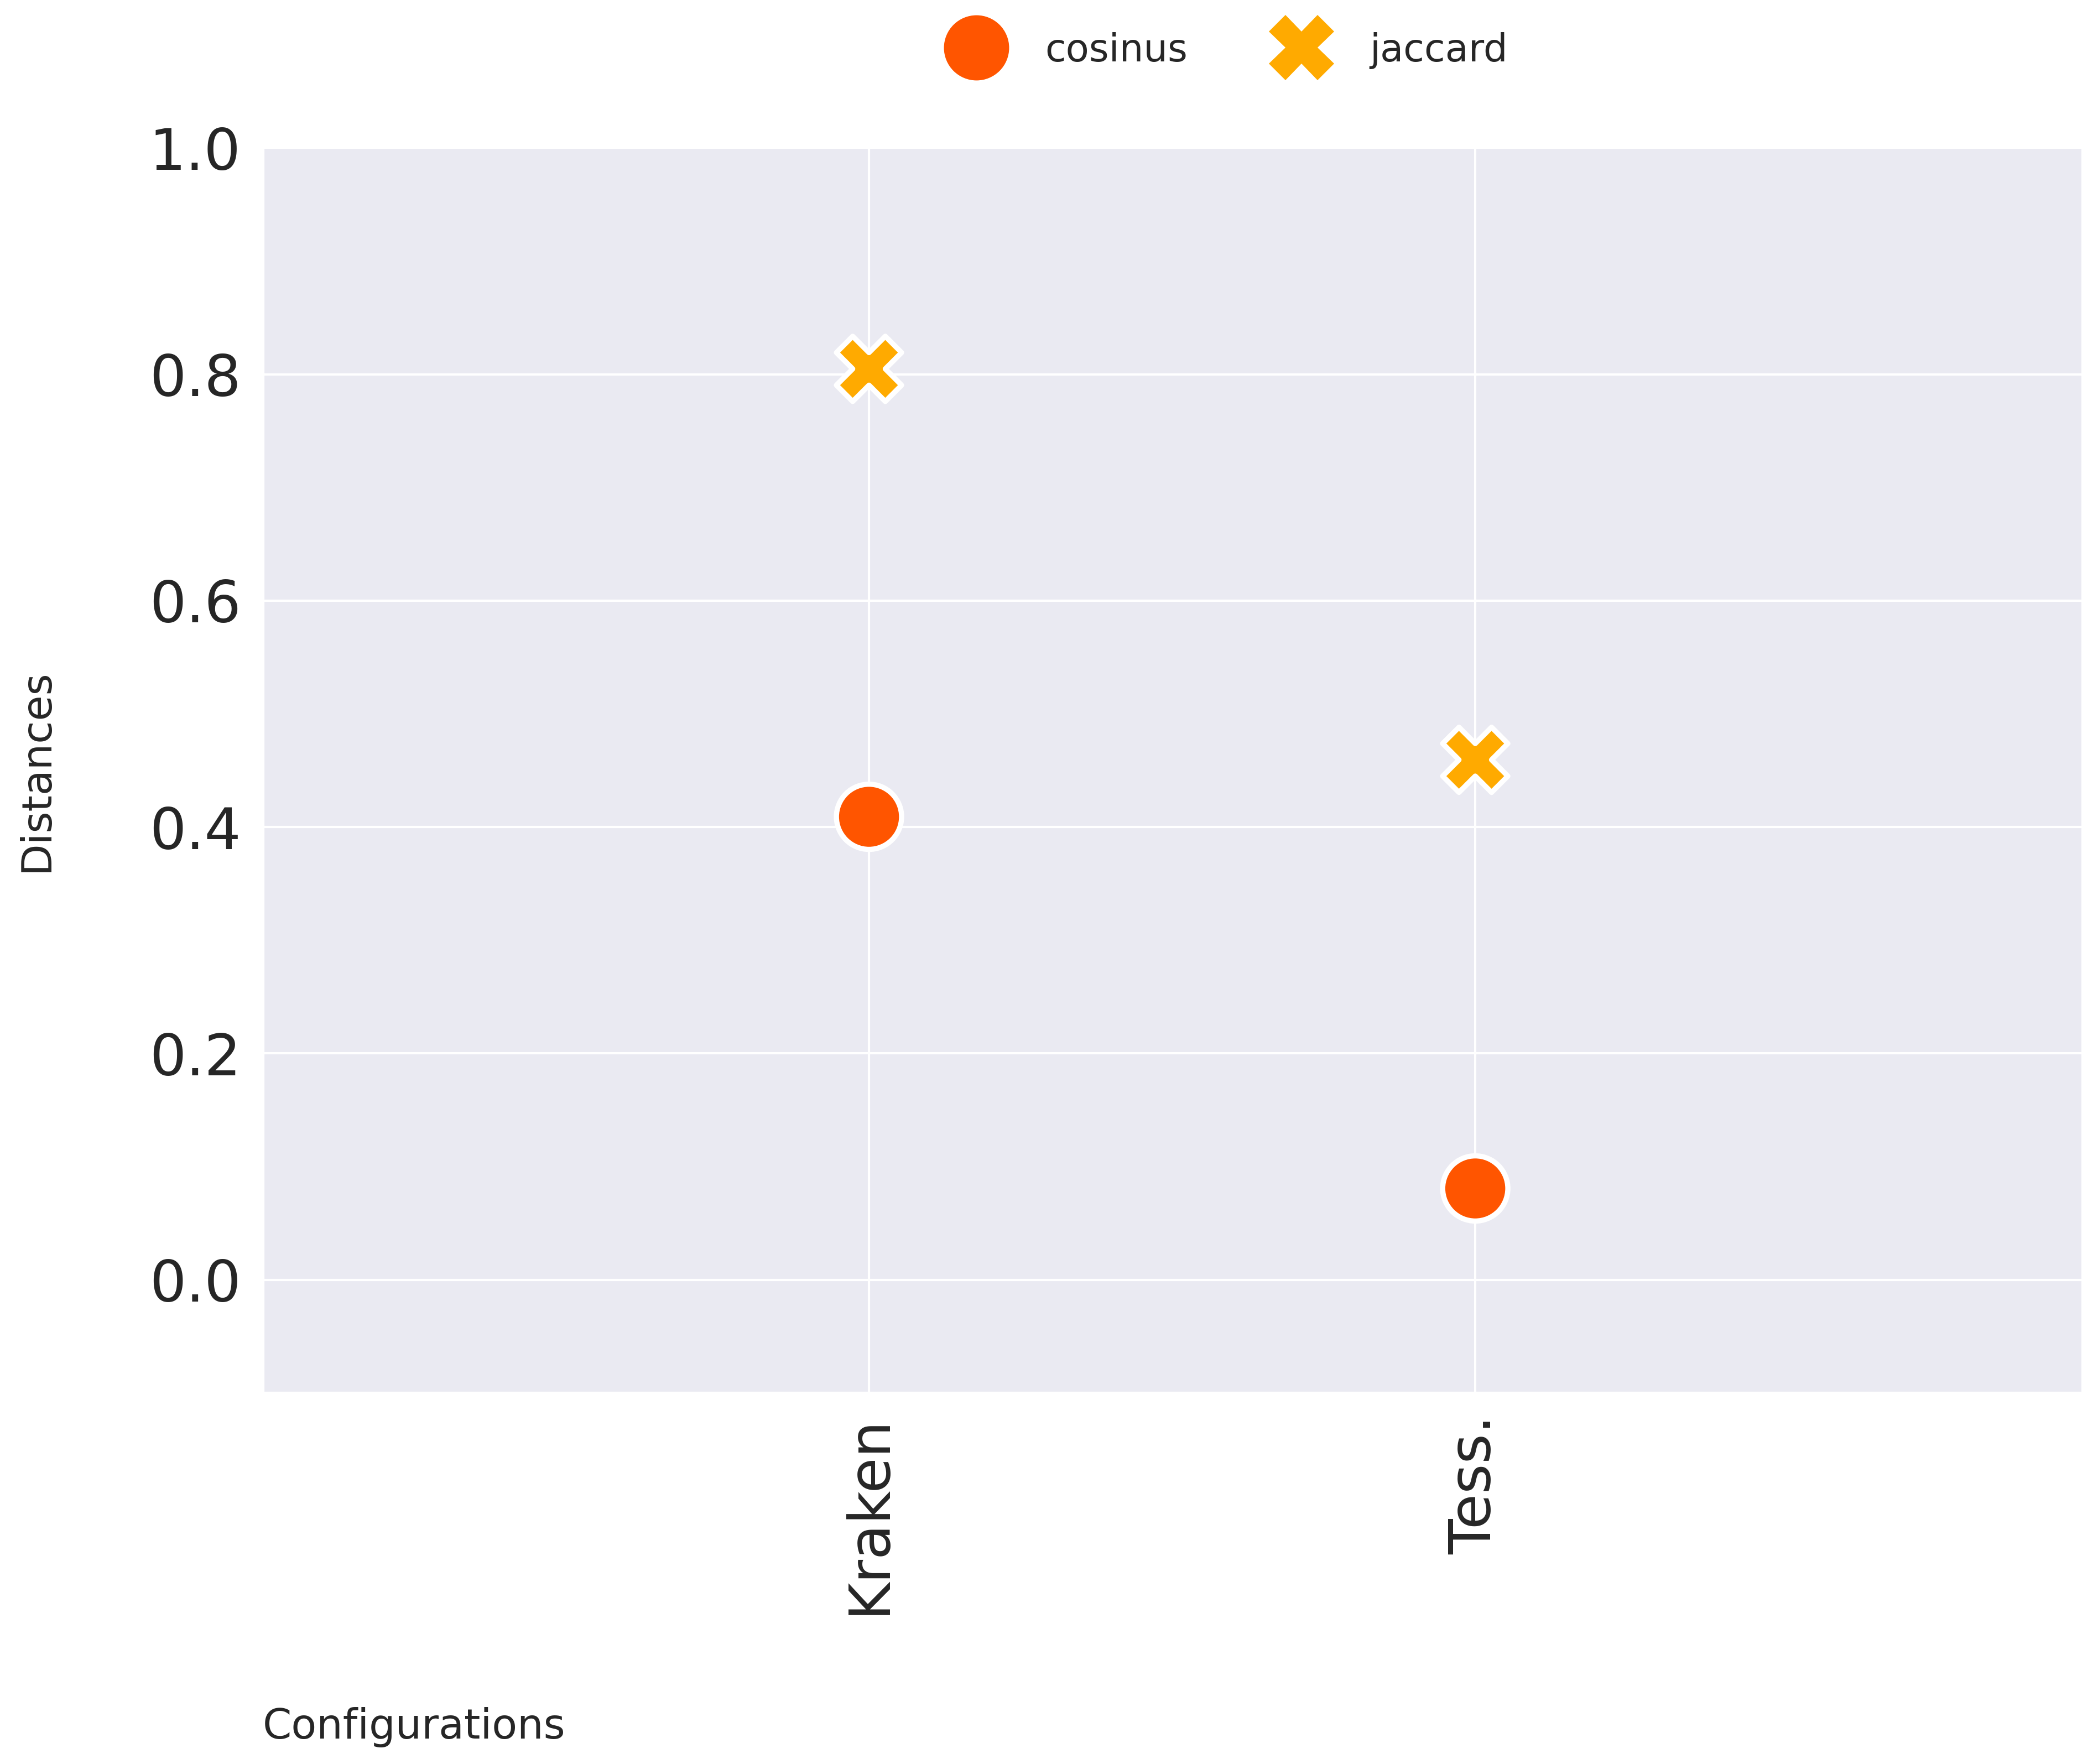 cosinus jaccard
1.0
0.8
0.6
0.4
0.2
0.0
Distances
Kraken
Tess.
Configurations